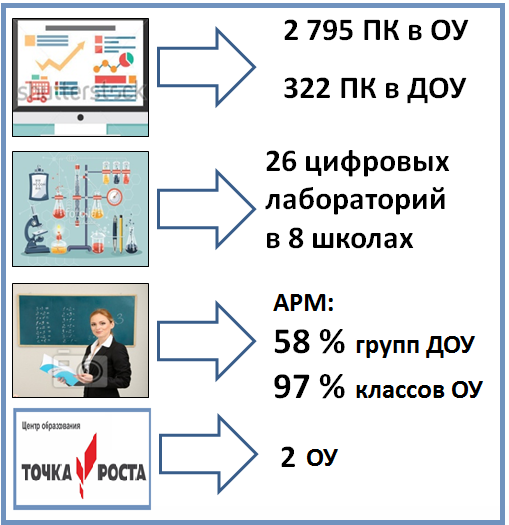 2 795 ПК в ОУ
322 ПК в ДОУ
shutterstock
26 цифровых
лабораторий
в 8 школах
АРМ:
58 % групп ДОУ
97 % классов ОУ
Центр образования
ТОЧКА РОСТА
2 ОУ